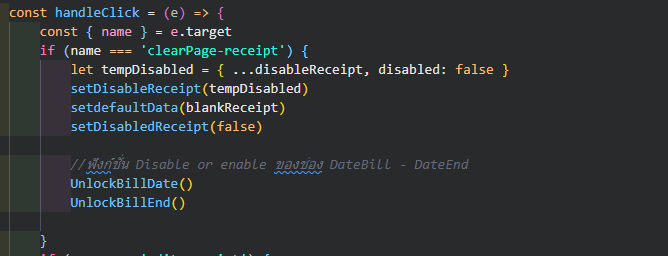 const handleClick = (e) => {
const { name } = e.target
if (name === 'clearPage-receipt') {
let tempDisabled = { ...disableReceipt, disabled: false }
setDisableReceipt(tempDisabled)
setdefaultData(blankReceipt)
setDisabledReceipt(false)
//ฟังก์ชั่น Disable or enable ของช่อง DateBill - DateEnd
UnlockBillDate()
UnlockBillEnd()
}